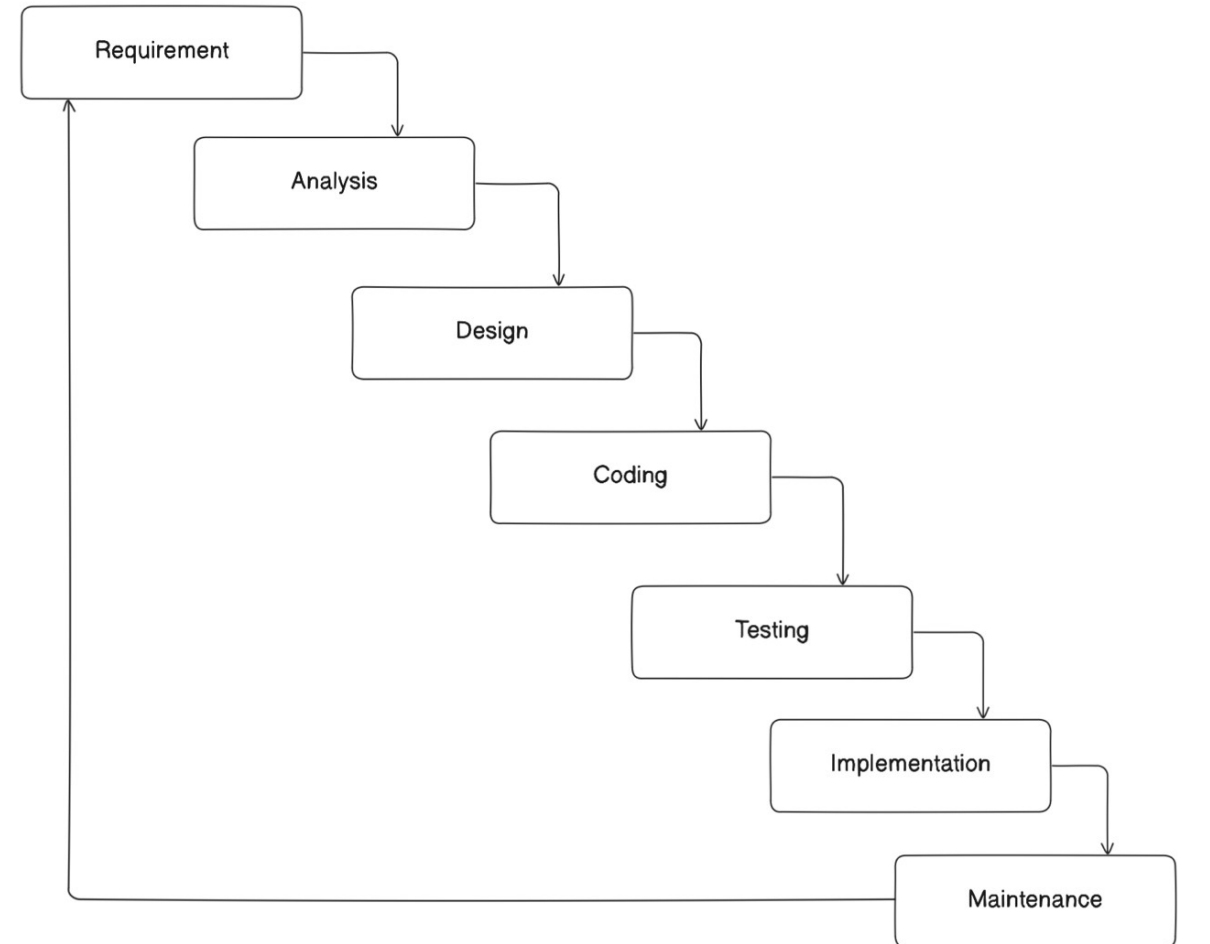 Requirement
Analysis
Design
Coding
Testing
Implementation
Maintenance